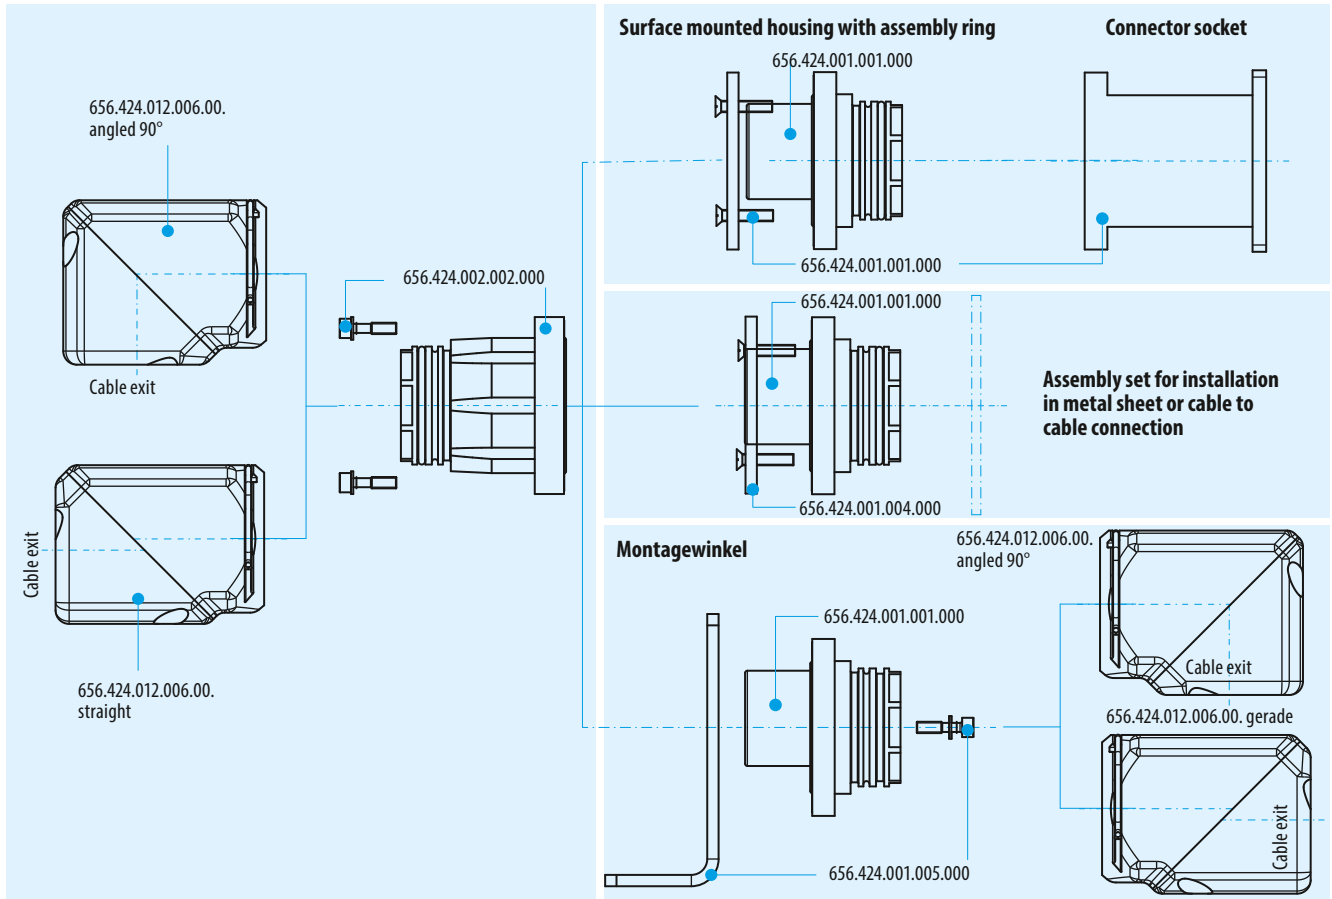 656.424.012.006.00.
angled 90°
Cable exit
656.424.002.002.000
Cable exit
656.424.012.006.00.
straight
Surface mounted housing with assembly ring
Connector socket
656.424.001.001.000
656.424.001.001.000
656.424.001.001.000
Assembly set for installation
in metal sheet or cable to
cable connection
656.424.001.004.000
Montagewinkel
656.424.012.006.00.
angled 90°
656.424.001.001.000
Cable exit
656.424.012.006.00. gerade
Cable exit
656.424.001.005.000